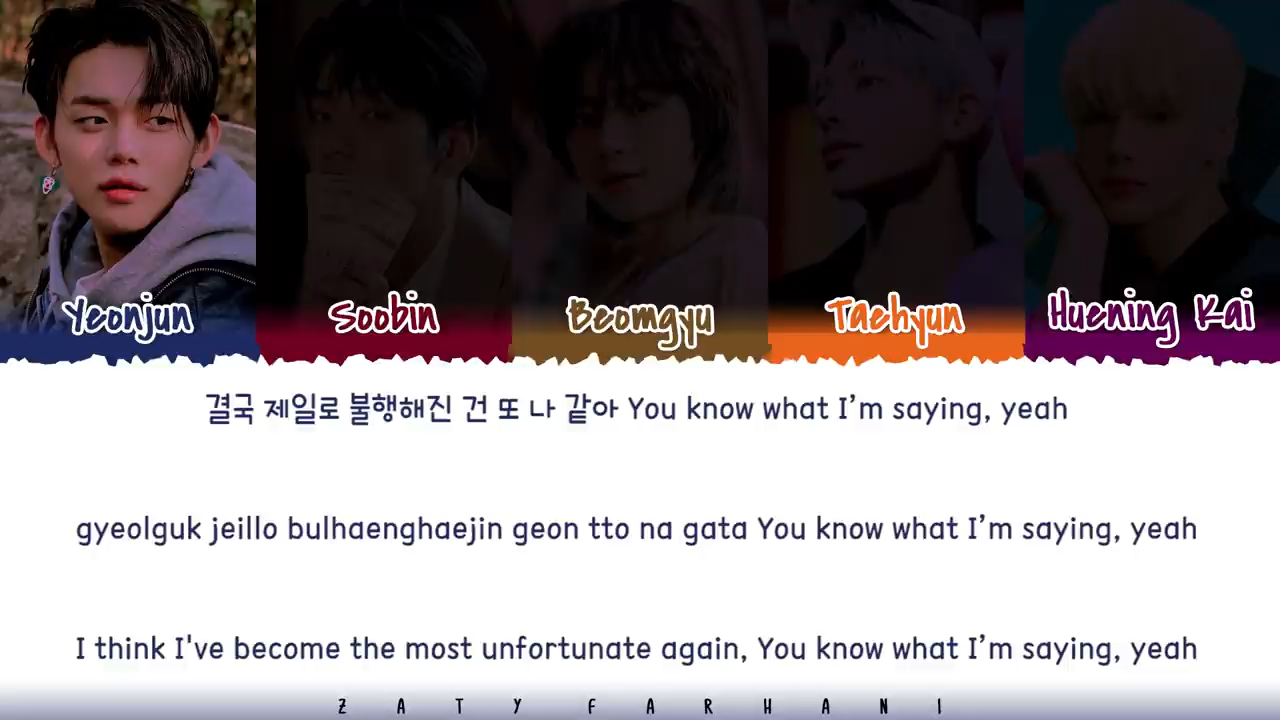 Yeonjun Soobin Beomgyu Taehyun Huening Kai
결국 제일로 불행해진 건 또 나 같아 You know what I’m saying, yeah
gyeolguk jeillo bulhaenghaejin geon tto na gata You know what I’m saying, yeah
I think I've become the most unfortunate again, You know what I’m saying, yeah
ZATY FARHANI